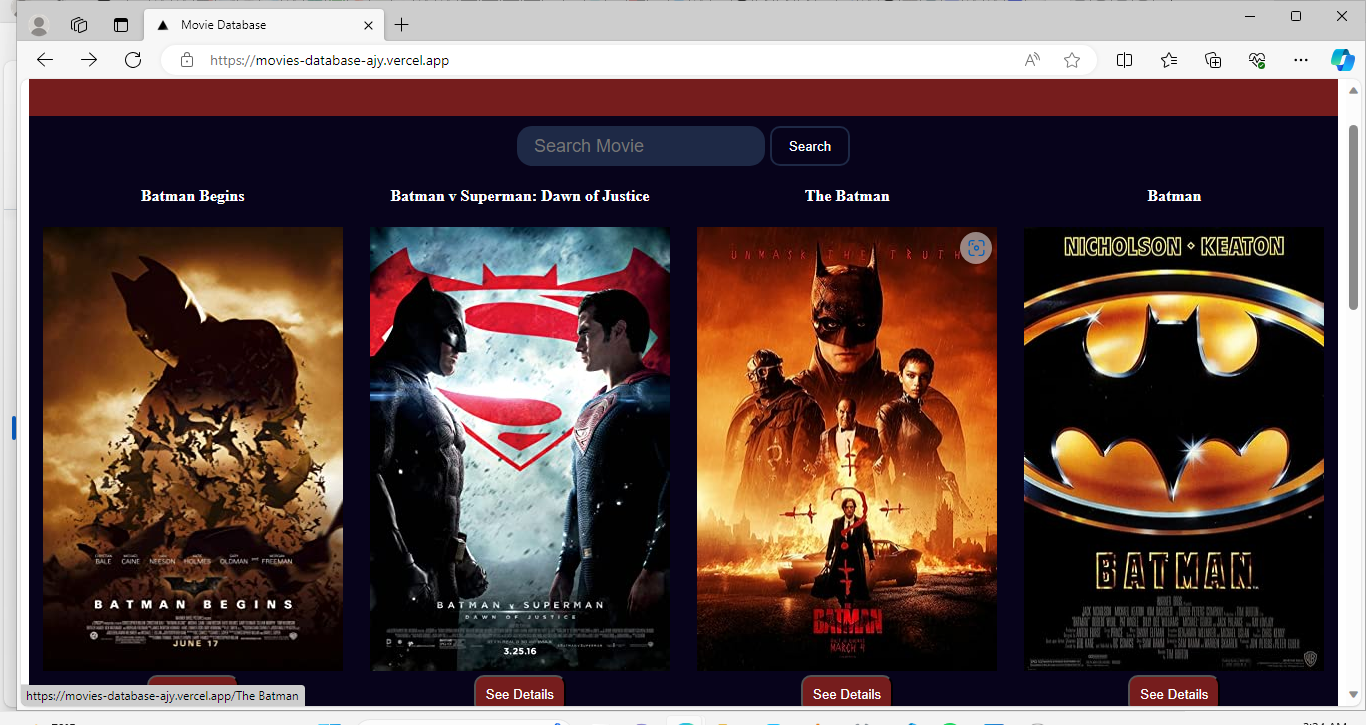 Movie Database
https://movies-database-ajy.vercel.app
Search Movie
Search
Batman Begins
Batman v Superman: Dawn of Justice
The Batman
Batman
BALE CAINE NEESON HOLMES OLDMAN FREEMAN
BATMAN BEGINS
JUNE 17
BATMAN v SUPERMAN
DAWN OF JUSTICE
3.25.16
UNMASK THE TRUTH
THE
BATMAN
MARCH 4
NICHOLSON • KEATON
BATMAN
See Details
See Details
See Details
https://movies-database-ajy.vercel.app/The Batman